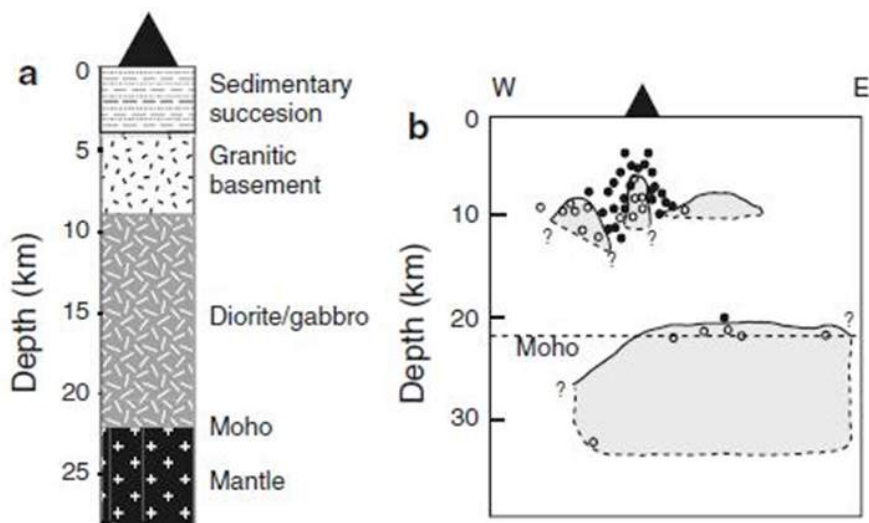 a
0
Sedimentary
succesion
5
Granitic
basement
10
15
Diorite/gabbro
20
Moho
25
Mantle
Depth (km)
W
E
b
0
10
?
?
?
20
?
Moho
?
30
Depth (km)